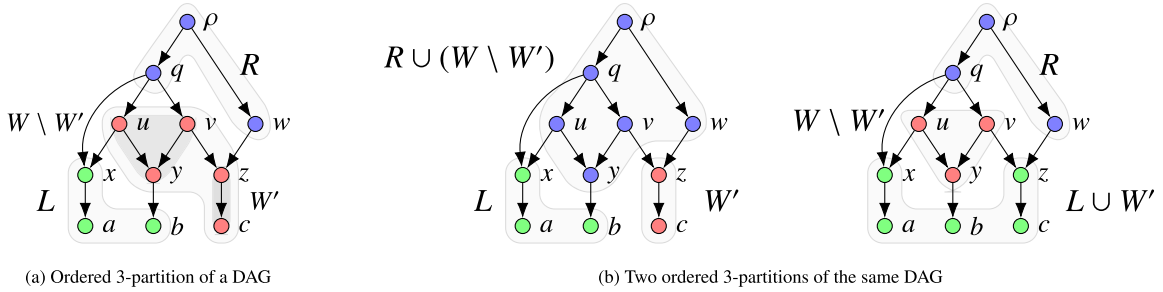 ρ
q
R
W \ W′
u
v
w
x
y
z
L
W′
a
b
c
(a) Ordered 3-partition of a DAG
ρ
R ∪ (W \ W′)
q
u
v
w
x
y
z
L
W′
a
b
c
ρ
q
R
W \ W′
u
v
w
x
y
z
L ∪ W′
a
b
c
(b) Two ordered 3-partitions of the same DAG